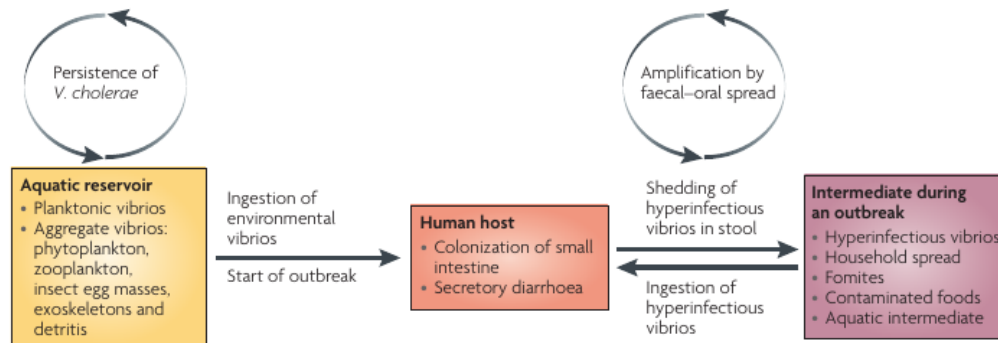 Persistence of
V. cholerae
Amplification by
faecal–oral spread
Aquatic reservoir
• Planktonic vibrios
• Aggregate vibrios:
phytoplankton,
zooplankton,
insect egg masses,
exoskeletons and
detritis
Ingestion of
environmental
vibrios
Start of outbreak
Human host
• Colonization of small
intestine
• Secretory diarrhoea
Shedding of
hyperinfectious
vibrios in stool
Ingestion of
hyperinfectious
vibrios
Intermediate during
an outbreak
• Hyperinfectious vibrios
• Household spread
• Fomites
• Contaminated foods
• Aquatic intermediate